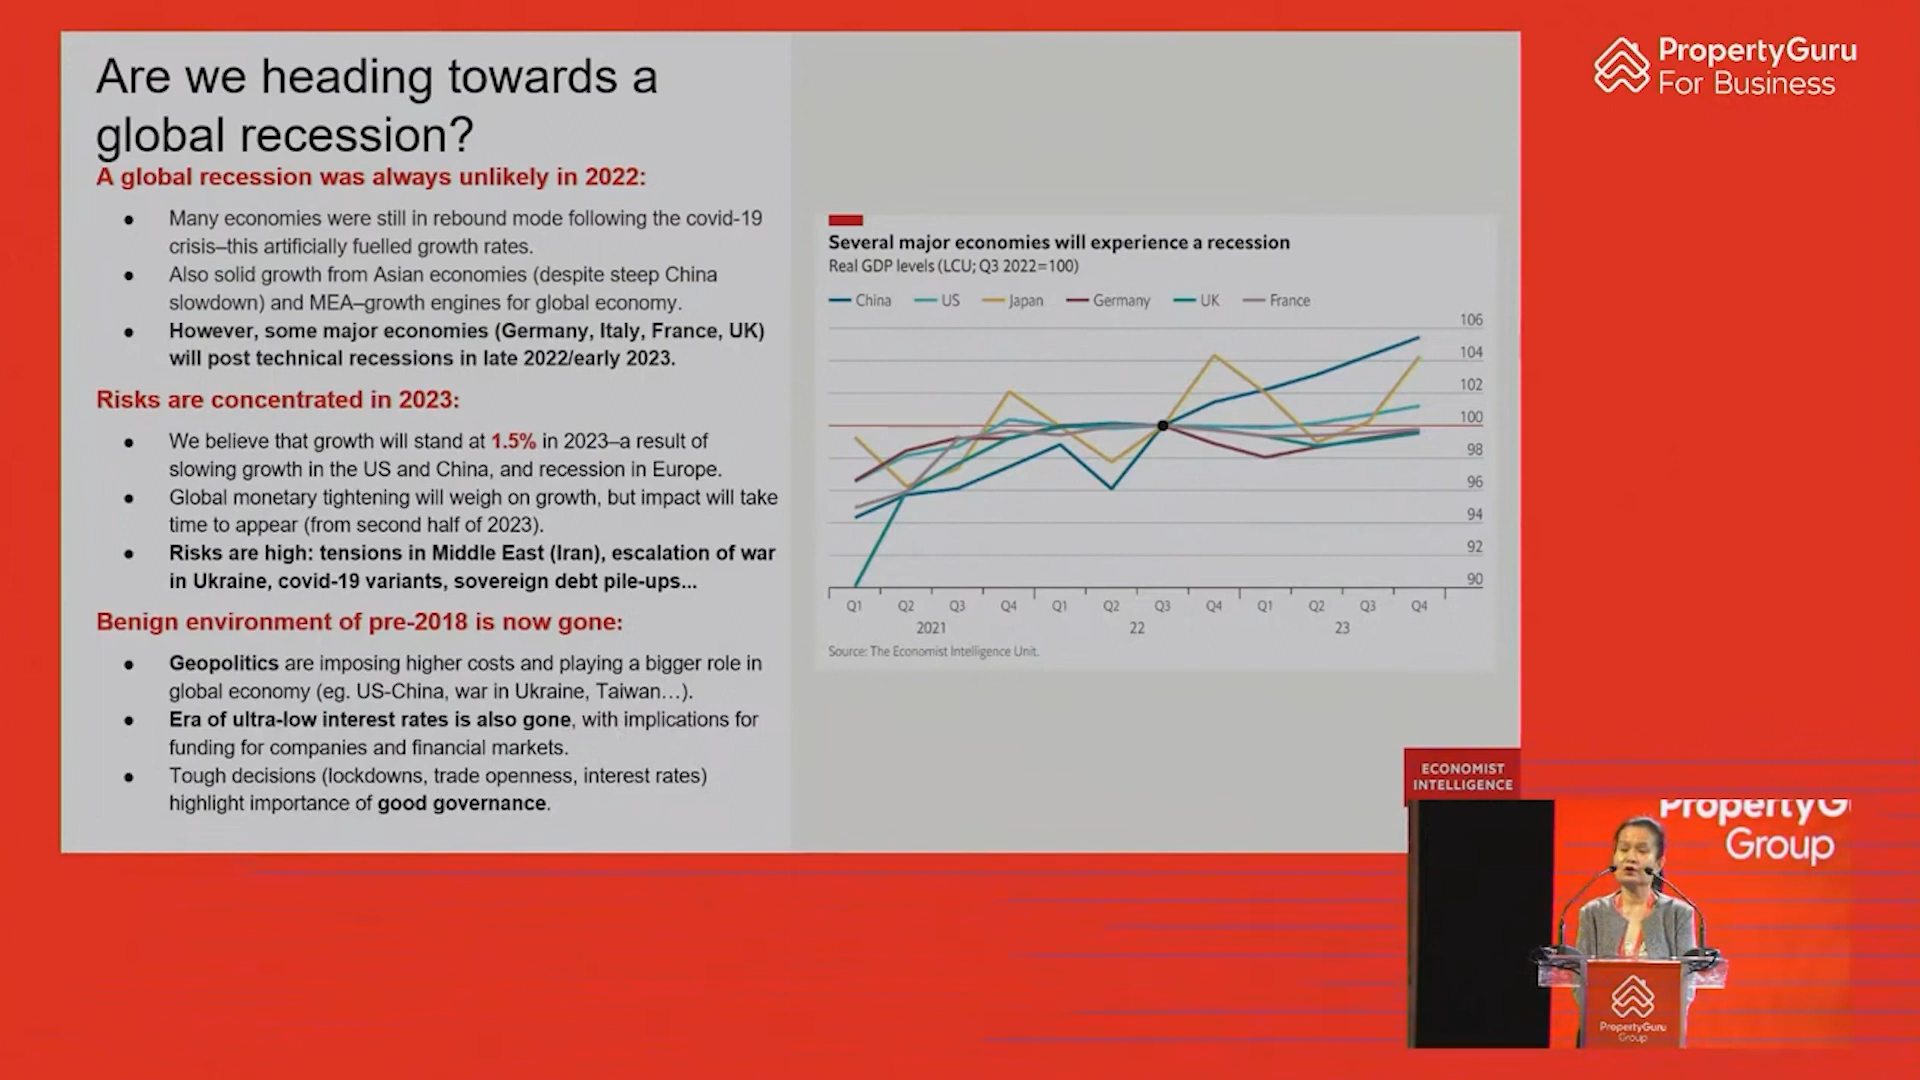 Are we heading towards a
global recession?
A global recession was always unlikely in 2022:
● Many economies were still in rebound mode following the covid-19
crisis–this artificially fuelled growth rates.
● Also solid growth from Asian economies (despite steep China
slowdown) and MEA–growth engines for global economy.
● However, some major economies (Germany, Italy, France, UK)
will post technical recessions in late 2022/early 2023.
Risks are concentrated in 2023:
● We believe that growth will stand at 1.5% in 2023–a result of
slowing growth in the US and China, and recession in Europe.
● Global monetary tightening will weigh on growth, but impact will take
time to appear (from second half of 2023).
● Risks are high: tensions in Middle East (Iran), escalation of war
in Ukraine, covid-19 variants, sovereign debt pile-ups...
Benign environment of pre-2018 is now gone:
● Geopolitics are imposing higher costs and playing a bigger role in
global economy (eg. US-China, war in Ukraine, Taiwan…).
● Era of ultra-low interest rates is also gone, with implications for
funding for companies and financial markets.
● Tough decisions (lockdowns, trade openness, interest rates)
highlight importance of good governance.
Several major economies will experience a recession
Real GDP levels (LCU; Q3 2022=100)
China US Japan Germany UK France
106
104
102
100
98
96
94
92
90
Q1 Q2 Q3 Q4 Q1 Q2 Q3 Q4 Q1 Q2 Q3 Q4
2021 22 23
Source: The Economist Intelligence Unit.
ECONOMIST
INTELLIGENCE
PropertyGuru
For Business
PropertyG
Group
PropertyGuru
Group